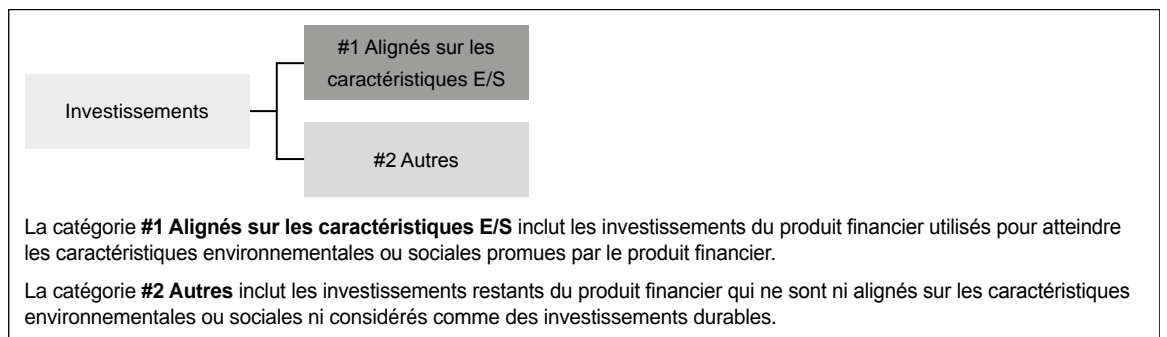 #1 Alignés sur les
caractéristiques E/S
Investissements
#2 Autres
La catégorie #1 Alignés sur les caractéristiques E/S inclut les investissements du produit financier utilisés pour atteindre
les caractéristiques environnementales ou sociales promues par le produit financier.
La catégorie #2 Autres inclut les investissements restants du produit financier qui ne sont ni alignés sur les caractéristiques
environnementales ou sociales ni considérés comme des investissements durables.